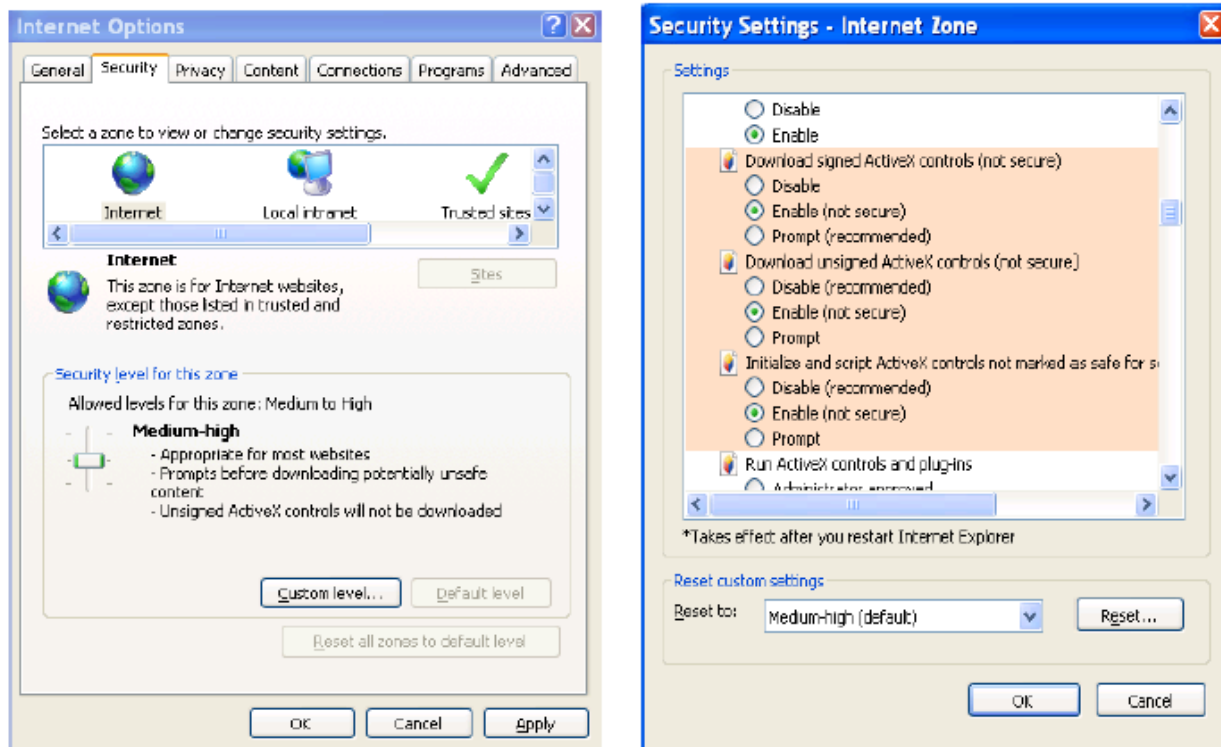 Internet Options
General Security Privacy Content Connections Programs Advanced
Select a zone to view or change security settings.
Internet Local intranet Trusted sites
Internet
Sites
This zone is for Internet websites,
except those listed in trusted and
restricted zones.
Security level for this zone
Allowed levels for this zone: Medium to High
Medium-high
- Appropriate for most websites
- Prompts before downloading potentially unsafe
content
- Unsigned ActiveX controls will not be downloaded
Custom level... Default level
Reset all zones to default level
OK Cancel Apply
Security Settings - Internet Zone
Settings
Disable
Enable
Download signed ActiveX controls (not secure)
Disable
Enable (not secure)
Prompt (recommended)
Download unsigned ActiveX controls (not secure)
Disable (recommended)
Enable (not secure)
Prompt
Initialize and script ActiveX controls not marked as safe for s
Disable (recommended)
Enable (not secure)
Prompt
Run ActiveX controls and plug-ins
Administrator approved
*Takes effect after you restart Internet Explorer
Reset custom settings
Reset to: Medium-high (default) Reset...
OK Cancel